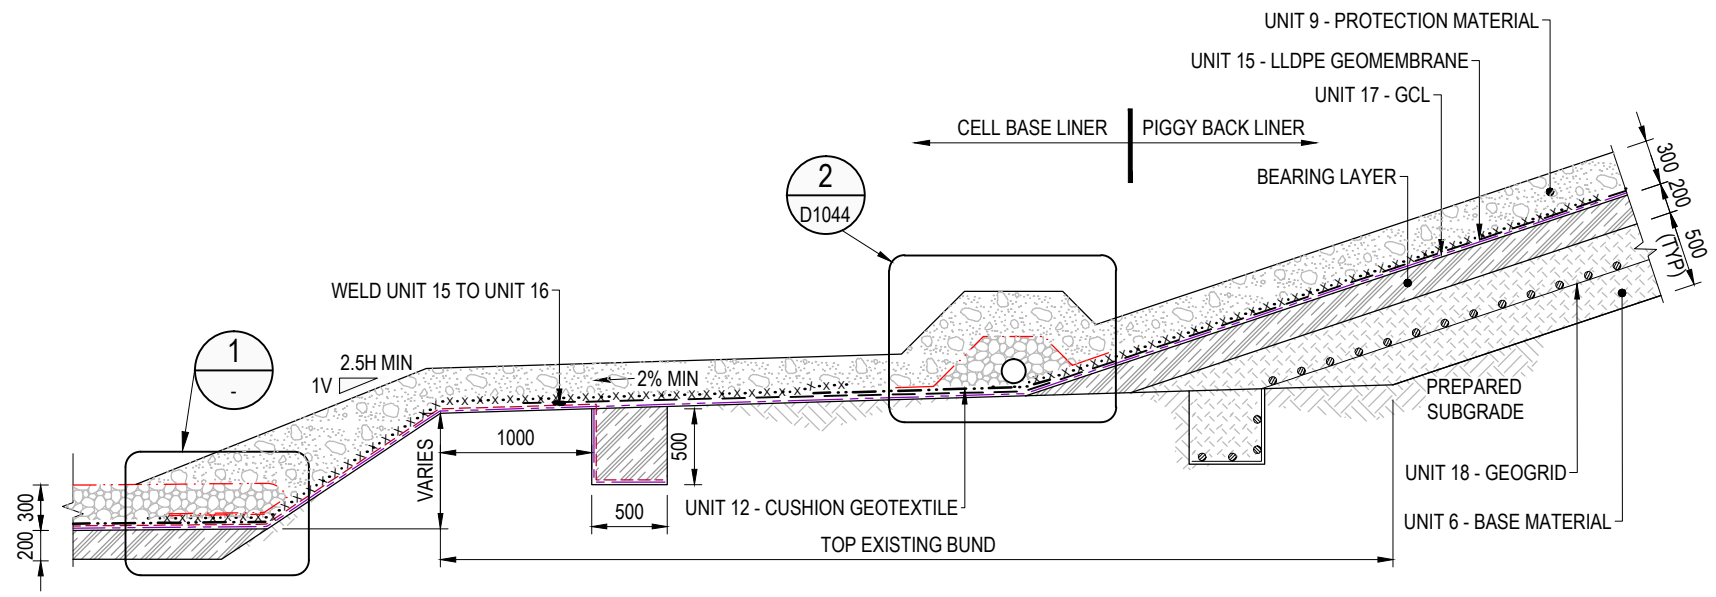 UNIT 9 - PROTECTION MATERIAL
UNIT 15 - LLDPE GEOMEMBRANE
UNIT 17 - GCL
CELL BASE LINER
PIGGY BACK LINER
BEARING LAYER
300
200
500
(TYP)
2
D1044
WELD UNIT 15 TO UNIT 16
1
-
2.5H MIN
1V
2% MIN
PREPARED
SUBGRADE
1000
500
VARIES
UNIT 18 - GEOGRID
300
500
UNIT 12 - CUSHION GEOTEXTILE
UNIT 6 - BASE MATERIAL
200
TOP EXISTING BUND